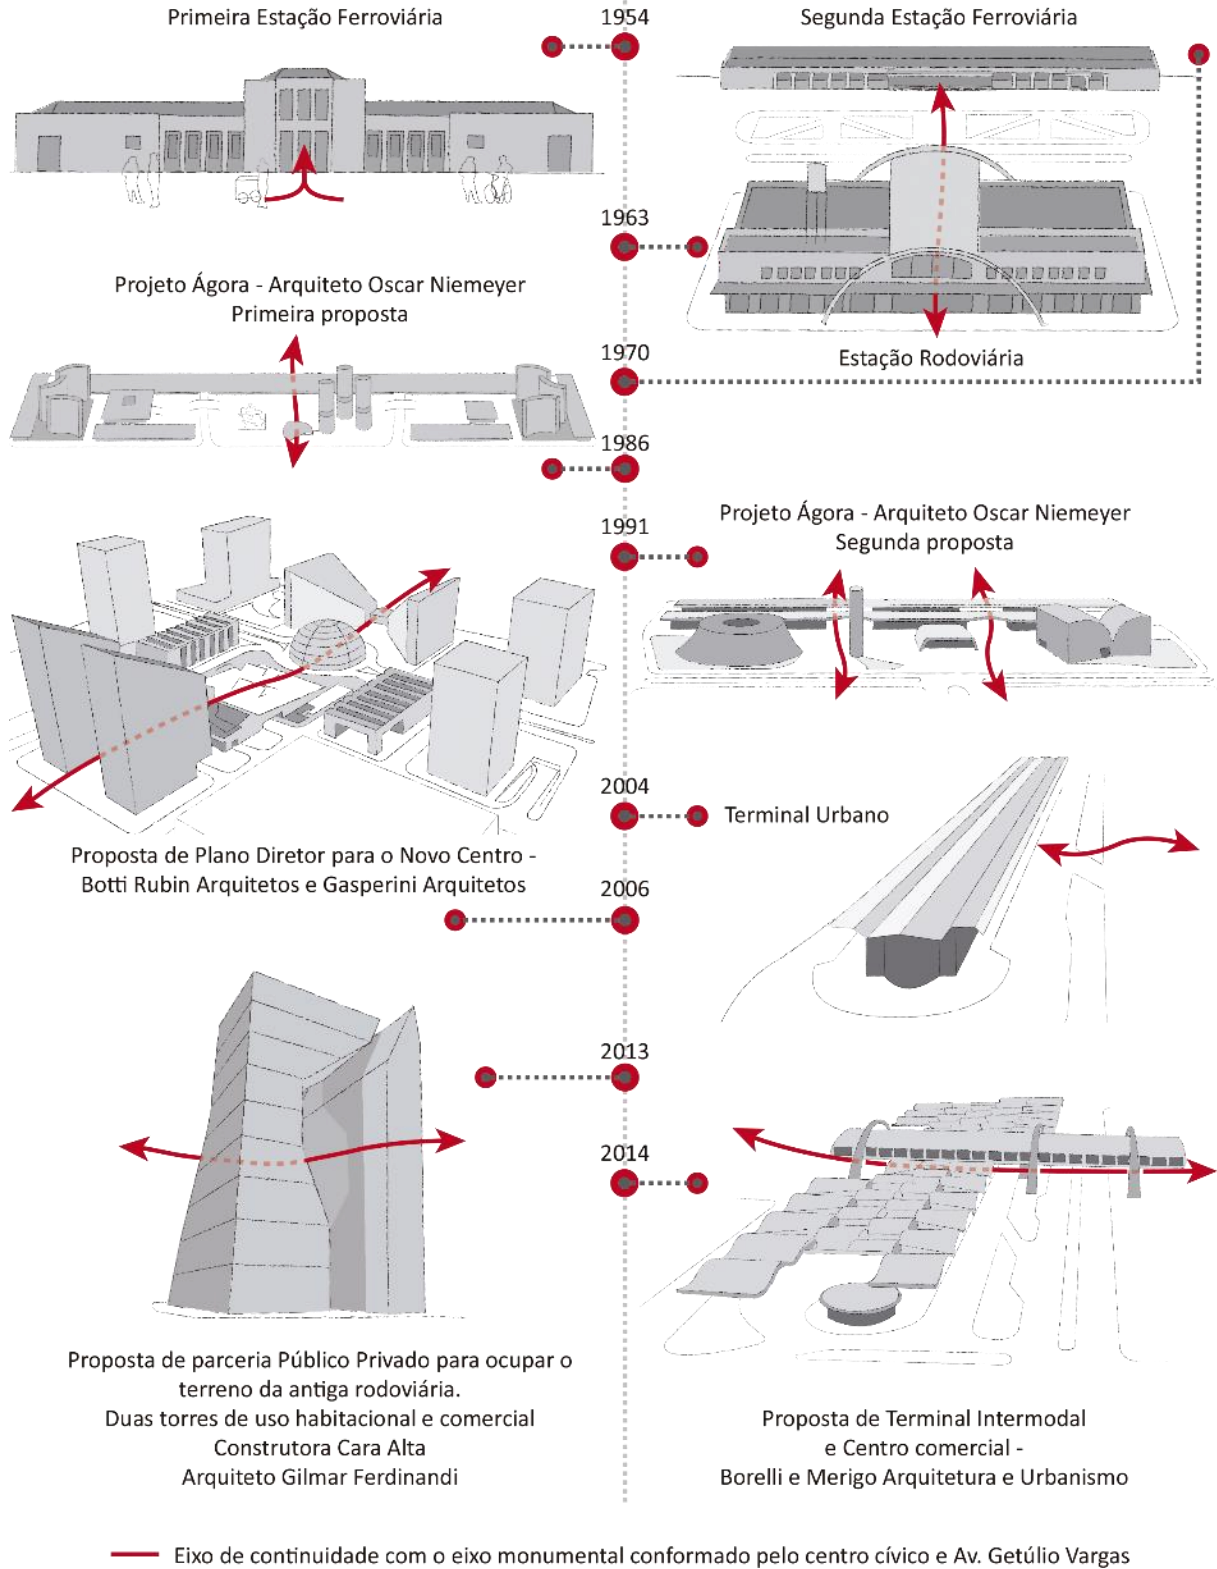 Primeira Estação Ferroviária
1954
Segunda Estação Ferroviária
1963
Projeto Ágora - Arquiteto Oscar Niemeyer
Primeira proposta
Estação Rodoviária
1970
1986
1991
Projeto Ágora - Arquiteto Oscar Niemeyer
Segunda proposta
2004
Terminal Urbano
Proposta de Plano Diretor para o Novo Centro -
Botti Rubin Arquitetos e Gasperini Arquitetos
2006
2013
2014
Proposta de parceria Público Privado para ocupar o
terreno da antiga rodoviária.
Duas torres de uso habitacional e comercial
Construtora Cara Alta
Arquiteto Gilmar Ferdinandi
Proposta de Terminal Intermodal
e Centro comercial -
Borelli e Merigo Arquitetura e Urbanismo
Eixo de continuidade com o eixo monumental conformado pelo centro cívico e Av. Getúlio Vargas